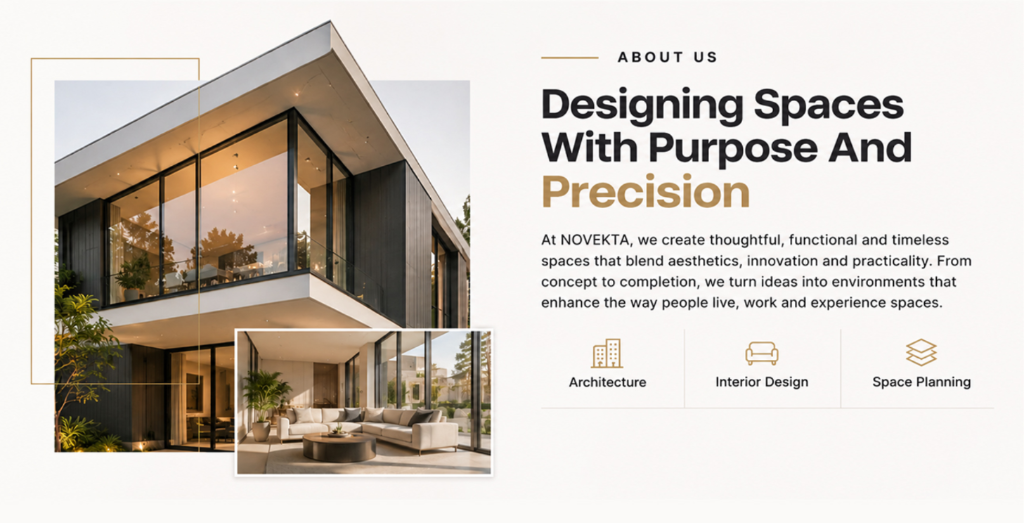 ABOUT US
Designing Spaces
With Purpose And
Precision
At NOVEKTA, we create thoughtful, functional and timeless
spaces that blend aesthetics, innovation and practicality. From
concept to completion, we turn ideas into environments that
enhance the way people live, work and experience spaces.
Architecture
Interior Design
Space Planning